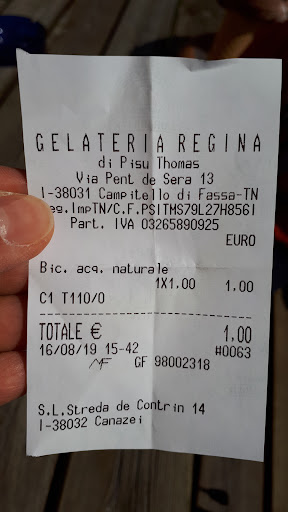 GELATERIA REGINA
di Pisu Thomas
Via Pent de Sera 13
I-38031 Campitello di Fassa-TN
eg.ImpTN/C.F.PSITMS79L27H856I
Part. IVA 03265890925
EURO
Bic. acq. naturale
1X1.00 1.00
C1 T110/0
TOTALE € 1,00
16/08/19 15-42 #0063
MF GF 98002318
S.L.Streda de Contrin 14
I-38032 Canazei